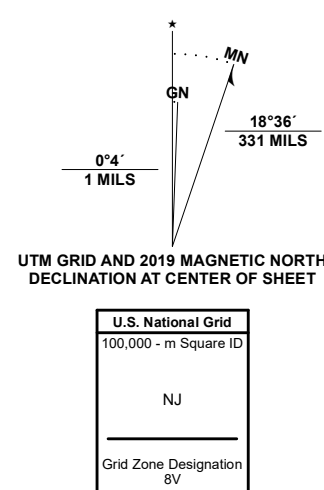 ★
MN
GN
18°36´
331 MILS
0°4´
1 MILS
UTM GRID AND 2019 MAGNETIC NORTH
DECLINATION AT CENTER OF SHEET
U.S. National Grid
100,000 - m Square ID
NJ
Grid Zone Designation
8V